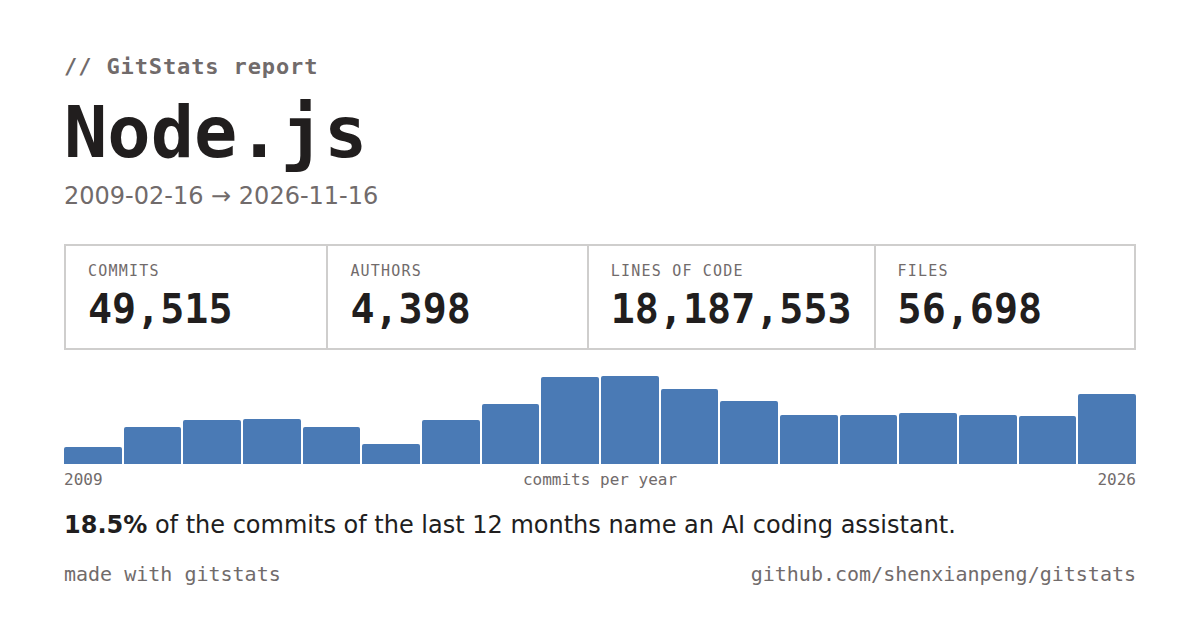 // GitStats report
Node.js
2009-02-16 → 2026-11-16
COMMITS AUTHORS LINES OF CODE FILES
49,515 4,398 18,187,553 56,698
2009 commits per year 2026
18.5% of the commits of the last 12 months name an AI coding assistant.
made with gitstats github.com/shenxianpeng/gitstats